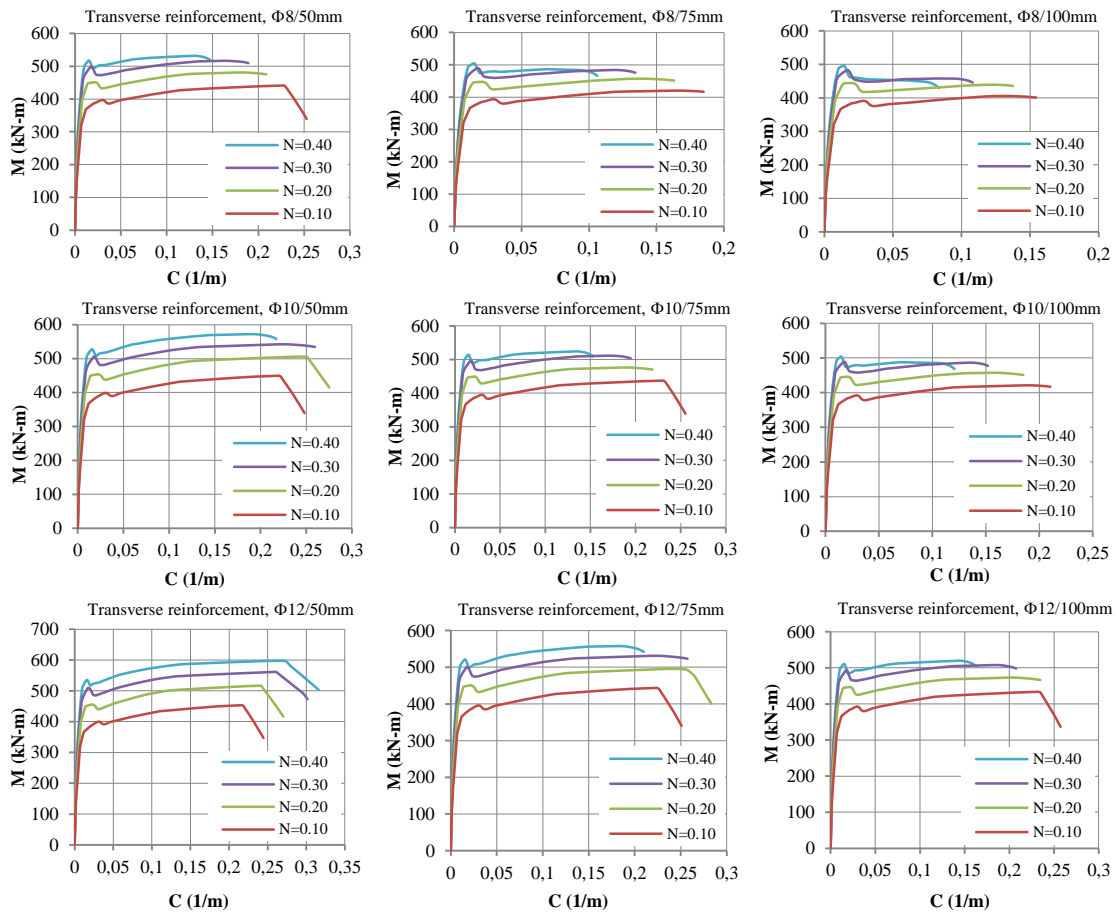 Transverse reinforcement, Φ8/50mm
600
500
400
300
200
100
0
M (kN-m)
N=0.40
N=0.30
N=0.20
N=0.10
0 0,05 0,1 0,15 0,2 0,25 0,3
C (1/m)
Transverse reinforcement, Φ8/75mm
600
500
400
300
200
100
0
M (kN-m)
N=0.40
N=0.30
N=0.20
N=0.10
0 0,05 0,1 0,15 0,2
C (1/m)
Transverse reinforcement, Φ8/100mm
600
500
400
300
200
100
0
M (kN-m)
N=0.40
N=0.30
N=0.20
N=0.10
0 0,05 0,1 0,15 0,2
C (1/m)
Transverse reinforcement, Φ10/50mm
600
500
400
300
200
100
0
M (kN-m)
N=0.40
N=0.30
N=0.20
N=0.10
0 0,05 0,1 0,15 0,2 0,25 0,3
C (1/m)
Transverse reinforcement, Φ10/75mm
600
500
400
300
200
100
0
M (kN-m)
N=0.40
N=0.30
N=0.20
N=0.10
0 0,05 0,1 0,15 0,2 0,25 0,3
C (1/m)
Transverse reinforcement, Φ10/100mm
600
500
400
300
200
100
0
M (kN-m)
N=0.40
N=0.30
N=0.20
N=0.10
0 0,05 0,1 0,15 0,2 0,25
C (1/m)
Transverse reinforcement, Φ12/50mm
700
600
500
400
300
200
100
0
M (kN-m)
N=0.40
N=0.30
N=0.20
N=0.10
0 0,05 0,1 0,15 0,2 0,25 0,3 0,35
C (1/m)
Transverse reinforcement, Φ12/75mm
600
500
400
300
200
100
0
M (kN-m)
N=0.40
N=0.30
N=0.20
N=0.10
0 0,05 0,1 0,15 0,2 0,25 0,3
C (1/m)
Transverse reinforcement, Φ12/100mm
600
500
400
300
200
100
0
M (kN-m)
N=0.40
N=0.30
N=0.20
N=0.10
0 0,05 0,1 0,15 0,2 0,25 0,3
C (1/m)